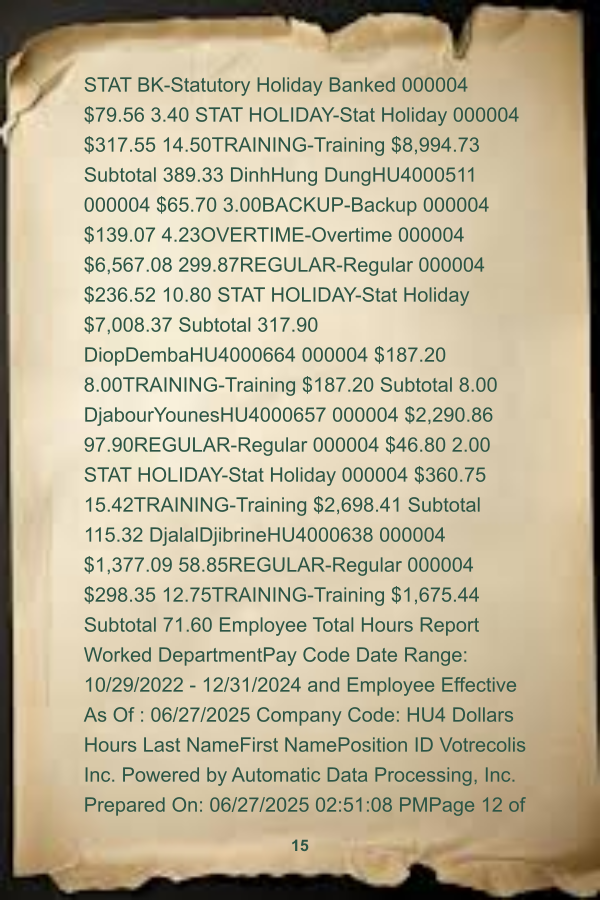 STAT BK-Statutory Holiday Banked 000004
$79.56 3.40 STAT HOLIDAY-Stat Holiday 000004
$317.55 14.50TRAINING-Training $8,994.73
Subtotal 389.33 DinhHung DungHU4000511
000004 $65.70 3.00BACKUP-Backup 000004
$139.07 4.23OVERTIME-Overtime 000004
$6,567.08 299.87REGULAR-Regular 000004
$236.52 10.80 STAT HOLIDAY-Stat Holiday
$7,008.37 Subtotal 317.90
DiopDembaHU4000664 000004 $187.20
8.00TRAINING-Training $187.20 Subtotal 8.00
DjabourYounesHU4000657 000004 $2,290.86
97.90REGULAR-Regular 000004 $46.80 2.00
STAT HOLIDAY-Stat Holiday 000004 $360.75
15.42TRAINING-Training $2,698.41 Subtotal
115.32 DjalalDjibrineHU4000638 000004
$1,377.09 58.85REGULAR-Regular 000004
$298.35 12.75TRAINING-Training $1,675.44
Subtotal 71.60 Employee Total Hours Report
Worked DepartmentPay Code Date Range:
10/29/2022 - 12/31/2024 and Employee Effective
As Of : 06/27/2025 Company Code: HU4 Dollars
Hours Last NameFirst NamePosition ID Votrecolis
Inc. Powered by Automatic Data Processing, Inc.
Prepared On: 06/27/2025 02:51:08 PMPage 12 of
15